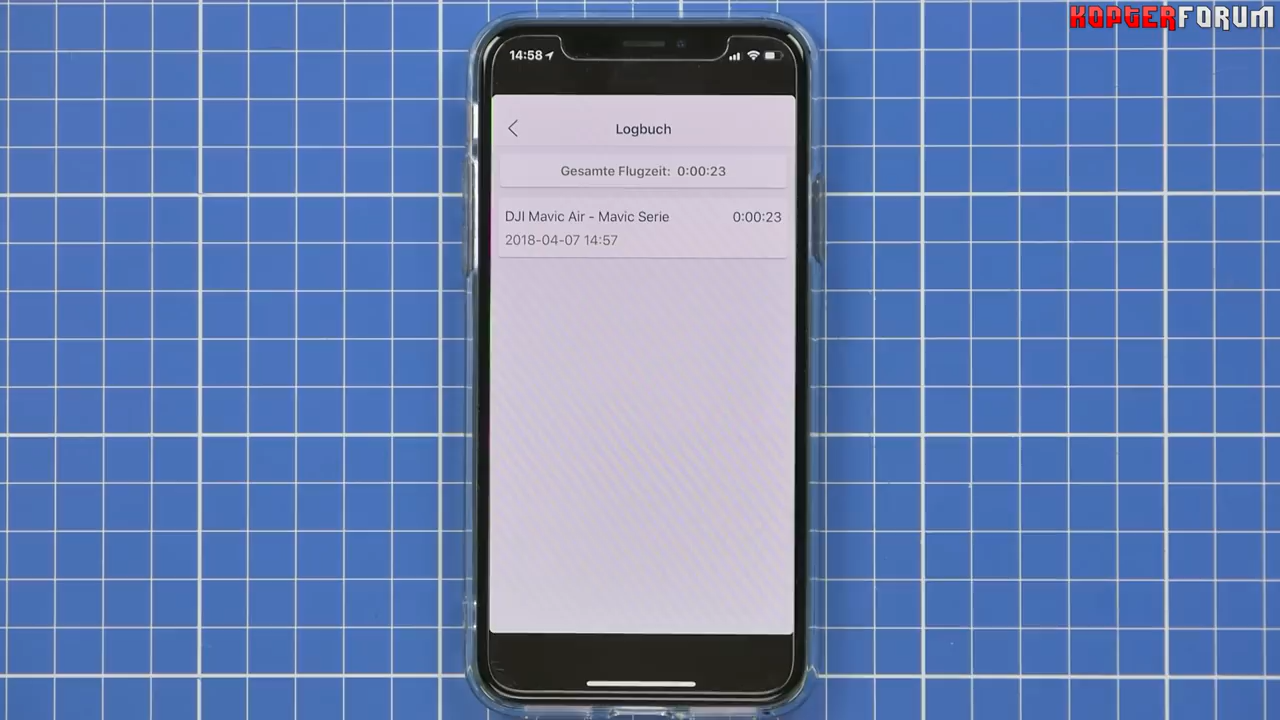 KOPTERFORUM
14:58
Logbuch
Gesamte Flugzeit: 0:00:23
DJI Mavic Air - Mavic Serie 0:00:23
2018-04-07 14:57